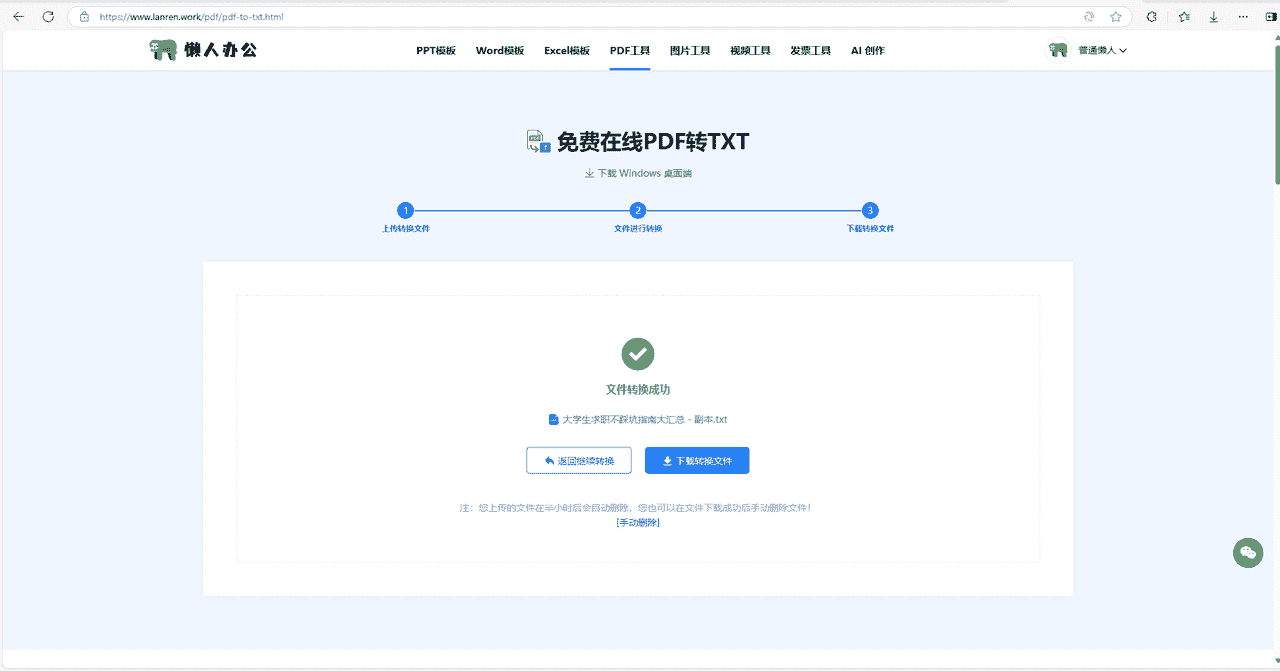 https://www.lanren.work/pdf/pdf-to-txt.html
懒人办公
PPT模板 Word模板 Excel模板 PDF工具 图片工具 视频工具 发票工具 AI 创作
普通懒人
免费在线PDF转TXT
下载 Windows 桌面端
1 2 3
上传转换文件 文件进行转换 下载转换文件
文件转换成功
大学生求职不踩坑指南大汇总 - 副本.txt
返回继续转换 下载转换文件
注：您上传的文件在半小时后会自动删除，您也可以在文件下载成功后手动删除文件！
[手动删除]